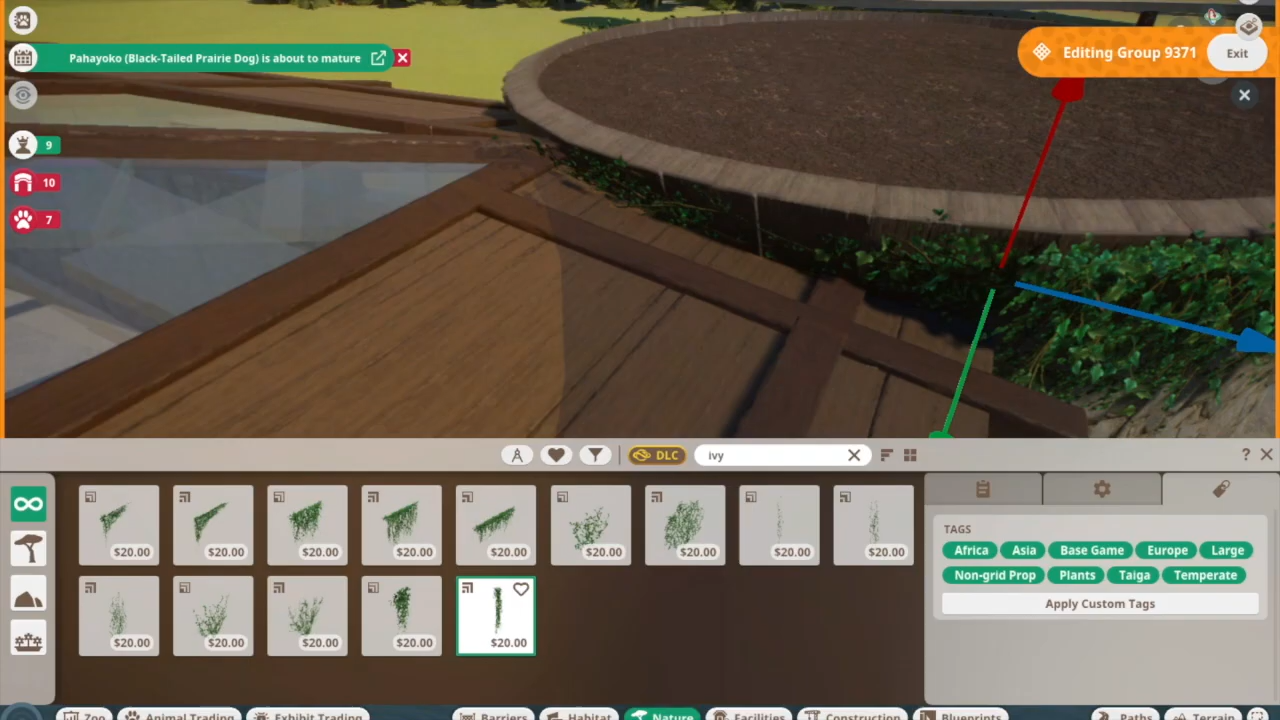 Pahayoko (Black-Tailed Prairie Dog) is about to mature
Editing Group 9371
Exit
9
10
7
DLC
ivy
?
$20.00 $20.00 $20.00 $20.00 $20.00 $20.00 $20.00 $20.00 $20.00
$20.00 $20.00 $20.00 $20.00 $20.00
TAGS
Africa Asia Base Game Europe Large
Non-grid Prop Plants Taiga Temperate
Apply Custom Tags
Zoo Animal Trading Exhibit Trading Barriers Habitat Nature Facilities Construction Blueprints Paths Terrain